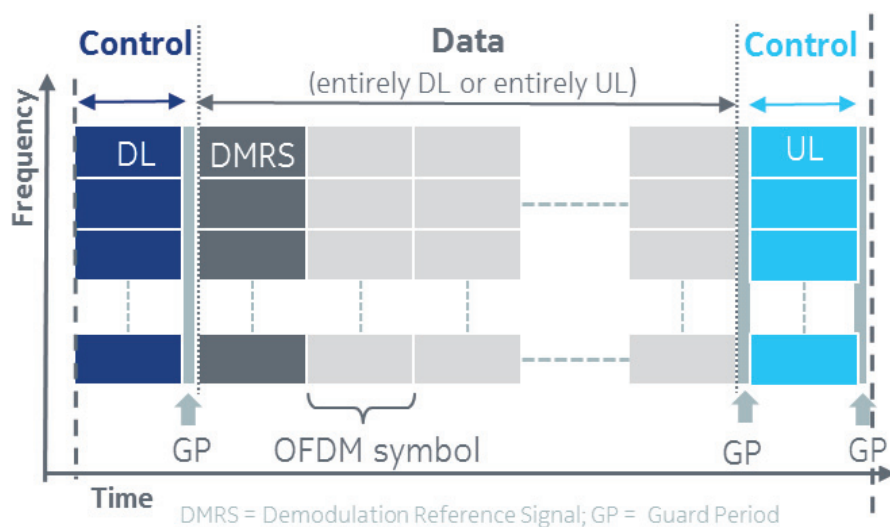 Control
Data
Control
(entirely DL or entirely UL)
Frequency
DL
DMRS
UL
GP
OFDM symbol
GP
GP
Time
DMRS = Demodulation Reference Signal; GP = Guard Period